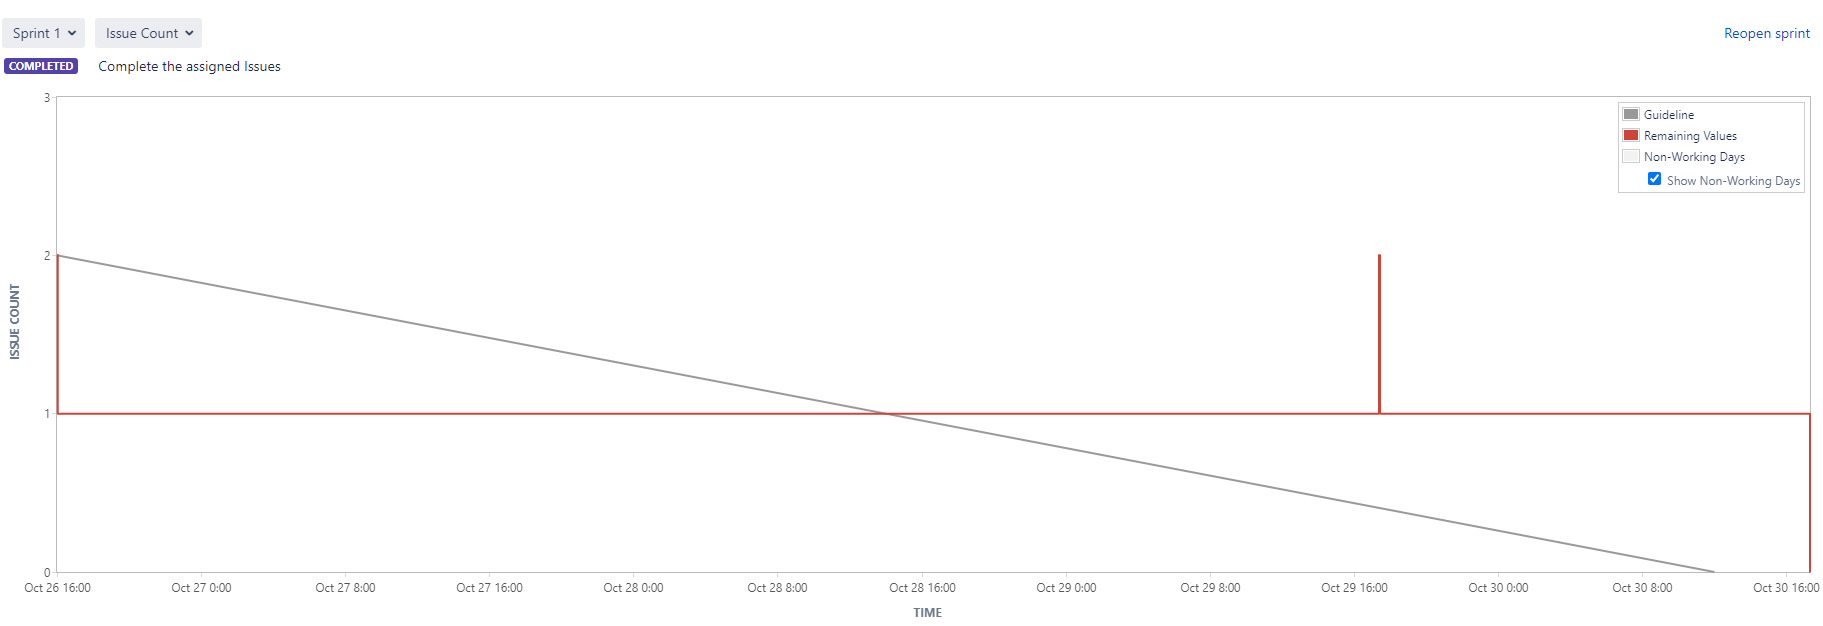 Sprint 1 Issue Count Reopen sprint
COMPLETED Complete the assigned Issues
Guideline
Remaining Values
Non-Working Days
Show Non-Working Days
3
2
1
0
ISSUE COUNT
Oct 26 16:00 Oct 27 0:00 Oct 27 8:00 Oct 27 16:00 Oct 28 0:00 Oct 28 8:00 Oct 28 16:00 Oct 29 0:00 Oct 29 8:00 Oct 29 16:00 Oct 30 0:00 Oct 30 8:00 Oct 30 16:00
TIME